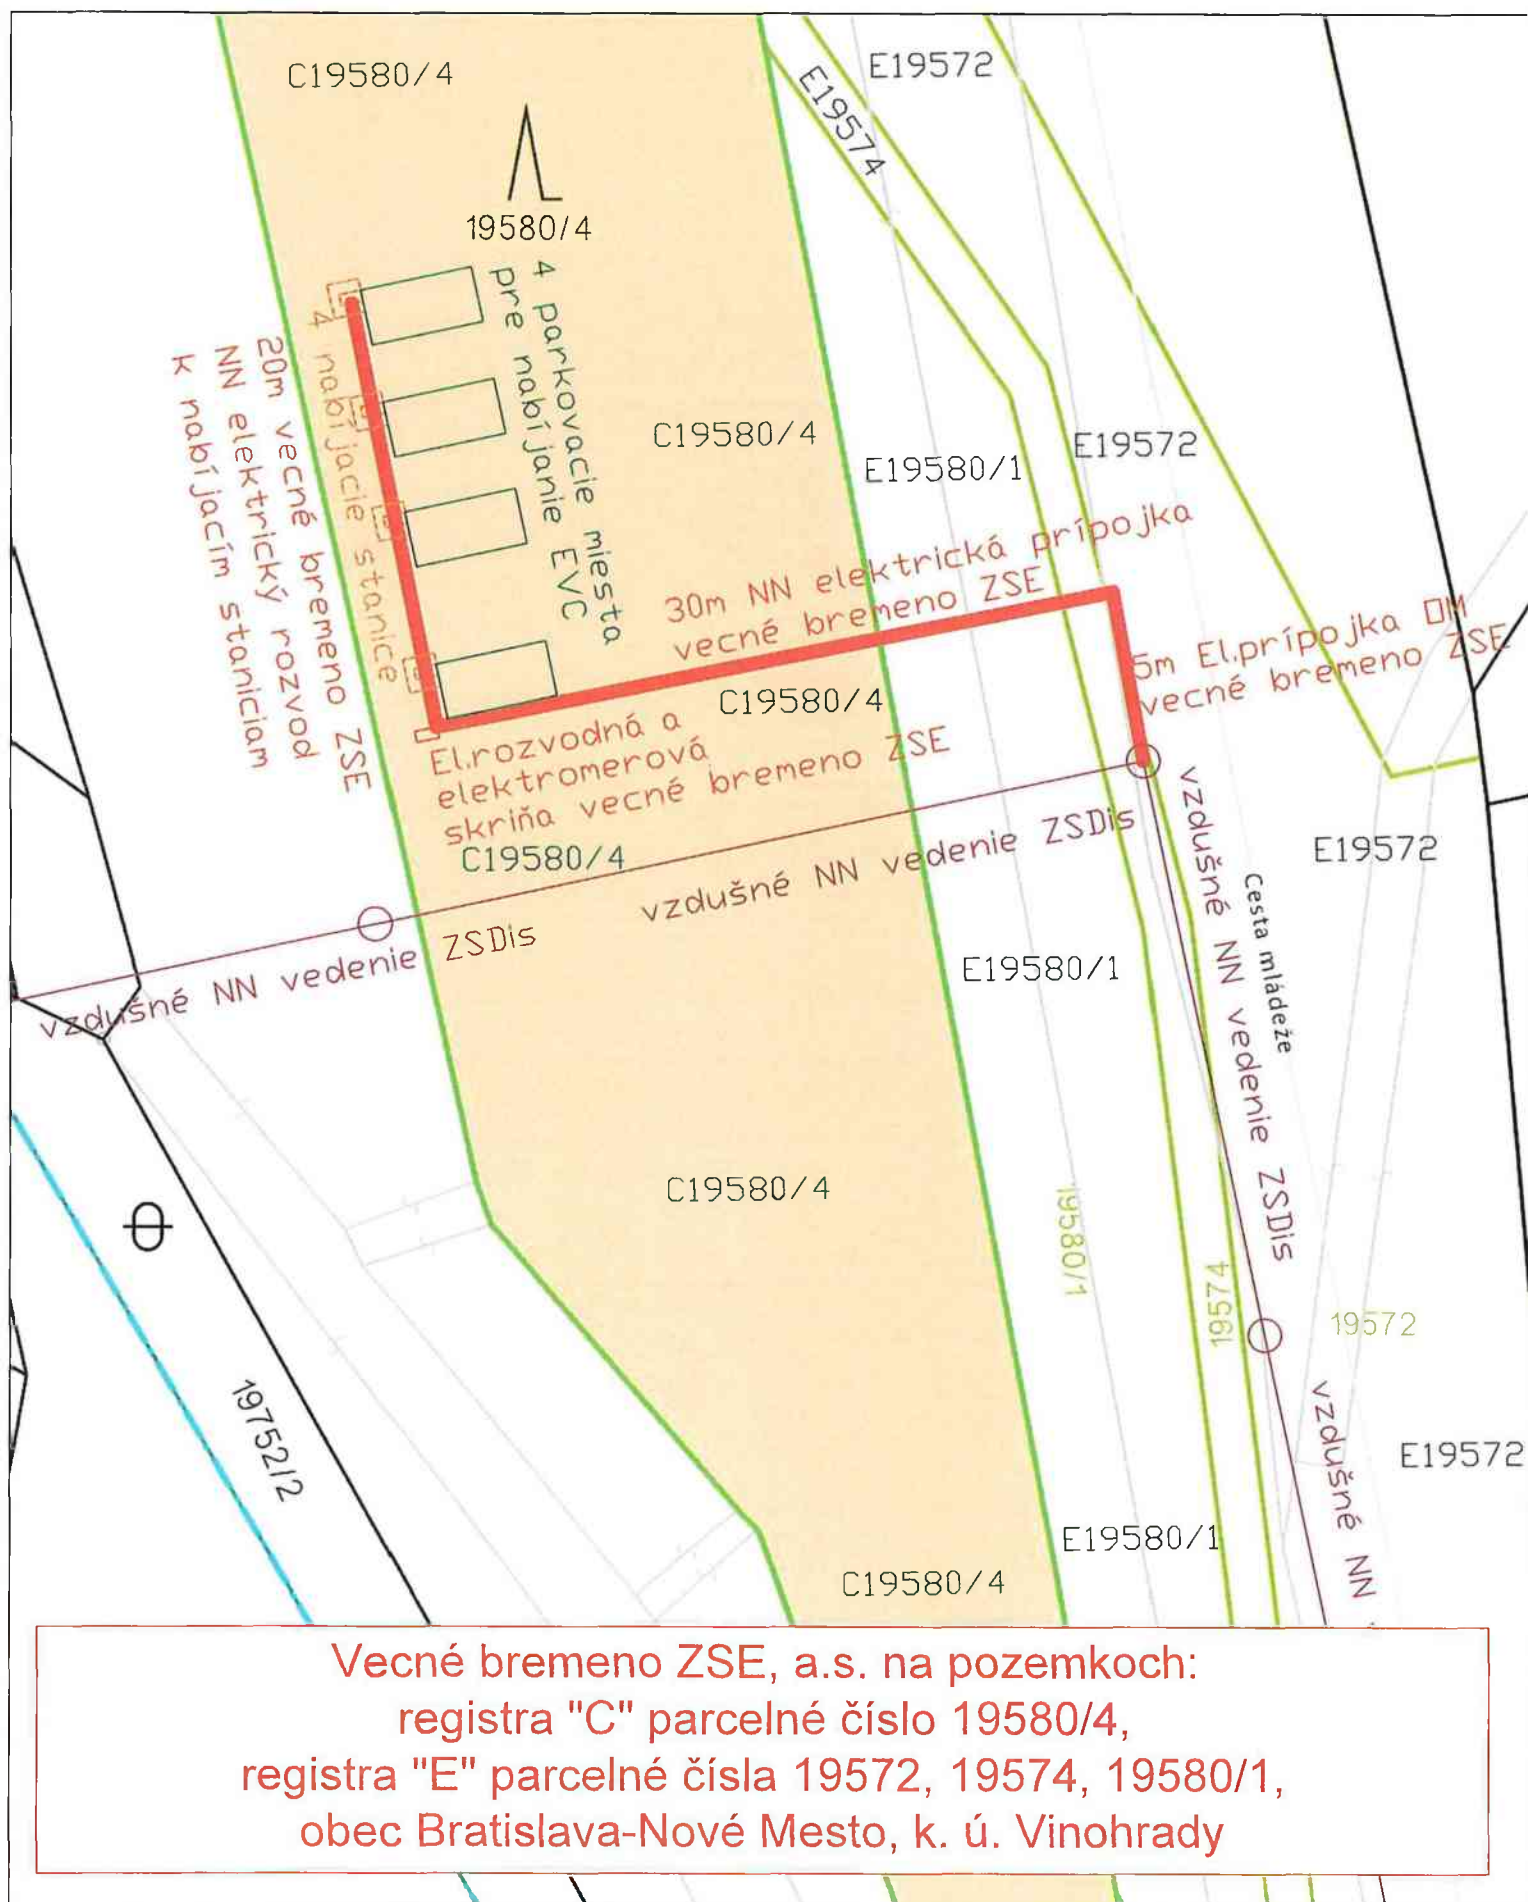 C19580/4
E19572
E19574
19580/4
4 parkovacie miesta
pre nabíjanie EVC
4 nabíjacie stanice
20m vecné bremeno ZSE
NN elektrický rozvod
k nabíjacím staniciam
C19580/4
E19580/1
E19572
30m NN elektrická prípojka
vecné bremeno ZSE
5m El.prípojka OM
vecné bremeno ZSE
C19580/4
El.rozvodná a
elektromerová
skriňa vecné bremeno ZSE
C19580/4
vzdušné NN vedenie ZSDis
vzdušné NN vedenie ZSDis
vzdušné NN vedenie ZSDis
Cesta mládeže
E19572
E19580/1
C19580/4
19580/1
19574
19572
19752/2
vzdušné NN
E19572
E19580/1
C19580/4
Vecné bremeno ZSE, a.s. na pozemkoch:
registra "C" parcelné číslo 19580/4,
registra "E" parcelné čísla 19572, 19574, 19580/1,
obec Bratislava-Nové Mesto, k. ú. Vinohrady